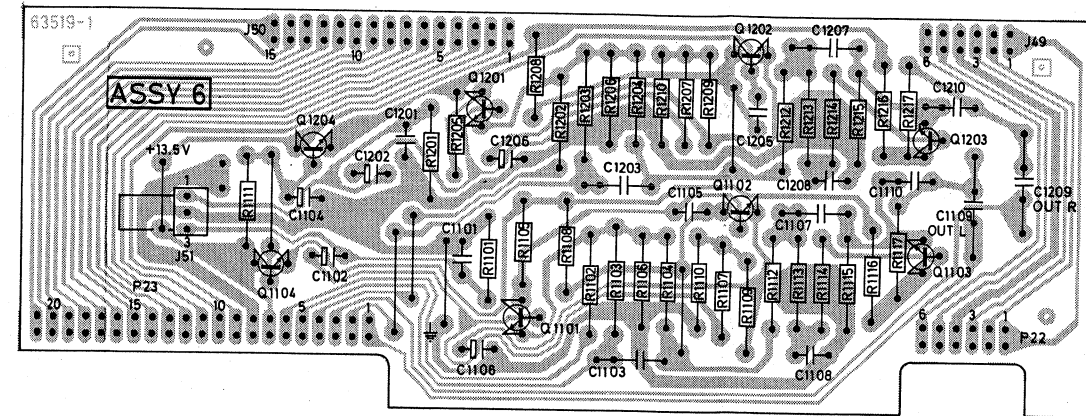 63519-1
J50
15 10 5 1
Q1202
C1207
J49
6 3 1
ASSY 6
R1208
Q1201
R1202
R1203
R1206
R1204
R1210
R1207
R1209
C1210
Q1204
C1201
R1201
R1205
C1206
C1205
R1212
R1213
R1214
R1215
R1216
R1217
Q1203
+13.5V
C1202
C1203
C1105
Q1102
C1208
C1110
C1209
OUT R
1
R1111
C1104
C1101
R1101
R1109
R1108
C1107
C1109
OUT L
3
J51
C1102
R1102
R1103
R1106
R1104
R1110
R1107
R1112
R1113
R1114
R1115
R1116
R1117
Q1103
P23
Q1104
20 15 10 5 1
Q1101
C1106
C1103
C1108
6 3 1
P22